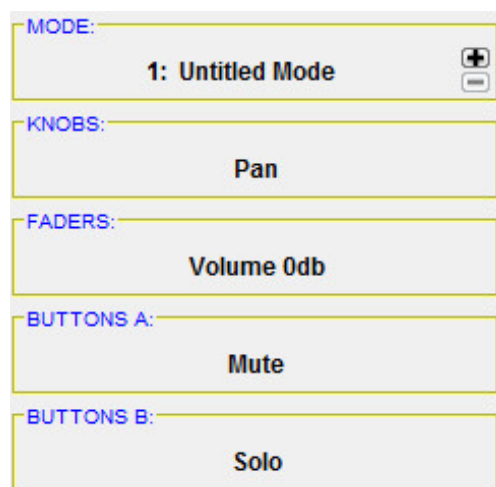 MODE:
1: Untitled Mode
KNOBS:
Pan
FADERS:
Volume 0db
BUTTONS A:
Mute
BUTTONS B:
Solo